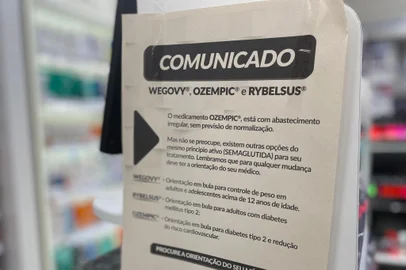 COMUNICADO
WEGOVY®, OZEMPIC® e RYBELSUS®
O medicamento OZEMPIC®, está com abastecimento
irregular, sem previsão de normalização.
Mas não se preocupe, existem outras opções do
mesmo princípio ativo (SEMAGLUTIDA) para seu
tratamento. Lembramos que para qualquer mudança
deve ter a orientação do seu médico.
WEGOVY® - Orientação em bula para controle de peso em
adultos e adolescentes acima de 12 anos de idade.
RYBELSUS® - Orientação em bula para adultos com diabetes
mellitus tipo 2;
OZEMPIC® - Orientação em bula para diabetes tipo 2 e redução
do risco cardiovascular.
PROCURE A ORIENTAÇÃO DO SEU